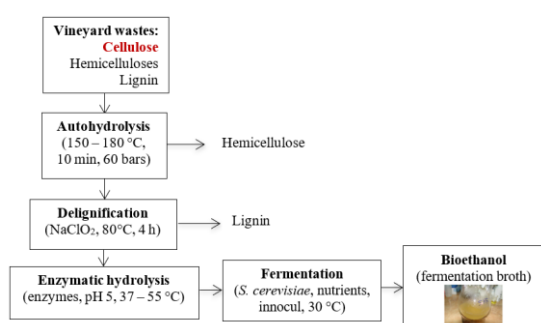 Vineyard wastes:
Cellulose
Hemicelluloses
Lignin
Autohydrolysis
(150 – 180 °C,
10 min, 60 bars)
Hemicellulose
Delignification
(NaClO₂, 80°C, 4 h)
Lignin
Enzymatic hydrolysis
(enzymes, pH 5, 37 – 55 °C)
Fermentation
(S. cerevisiae, nutrients,
innocul, 30 °C)
Bioethanol
(fermentation broth)